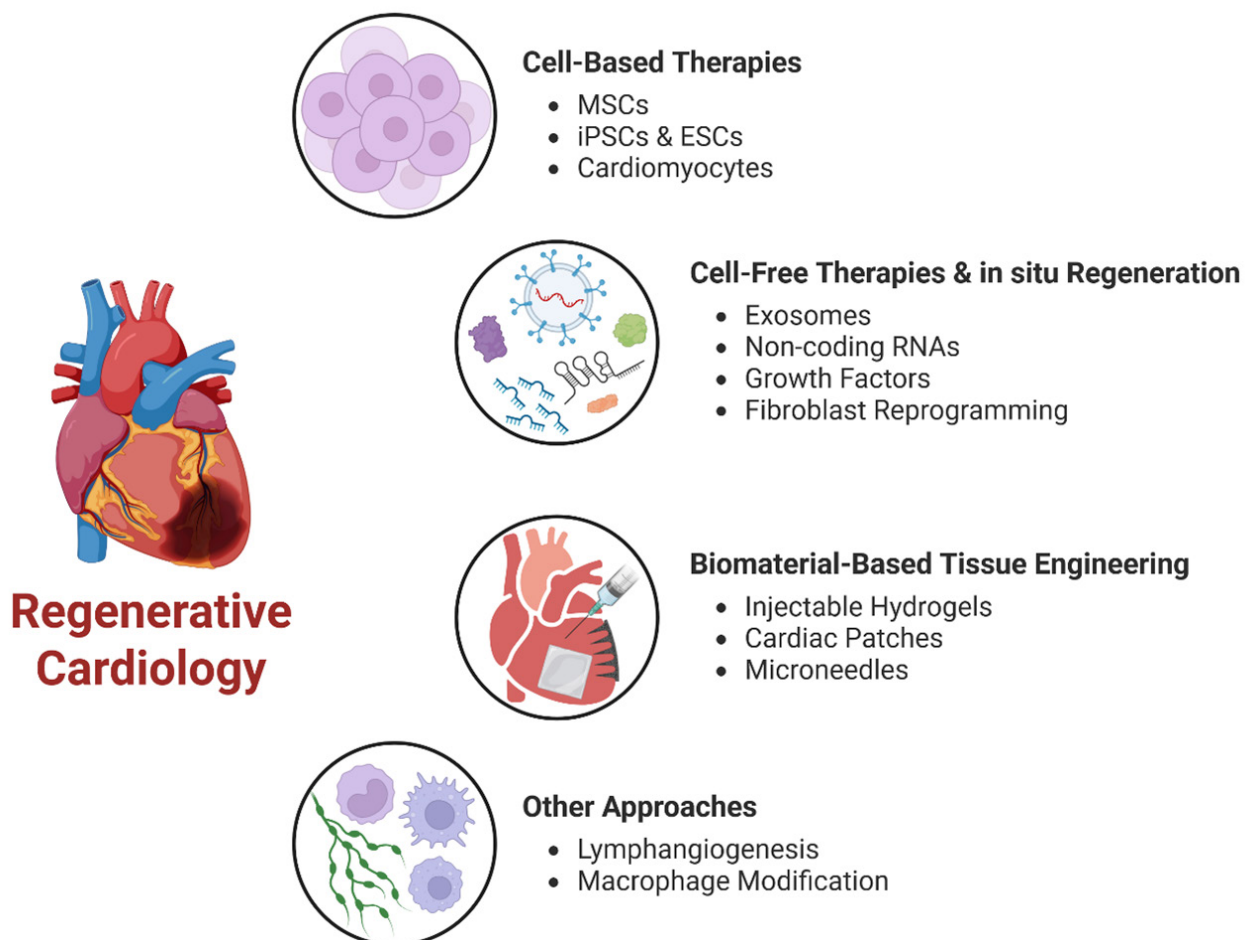 Cell-Based Therapies
• MSCs
• iPSCs & ESCs
• Cardiomyocytes
Cell-Free Therapies & in situ Regeneration
• Exosomes
• Non-coding RNAs
• Growth Factors
• Fibroblast Reprogramming
Regenerative
Cardiology
Biomaterial-Based Tissue Engineering
• Injectable Hydrogels
• Cardiac Patches
• Microneedles
Other Approaches
• Lymphangiogenesis
• Macrophage Modification